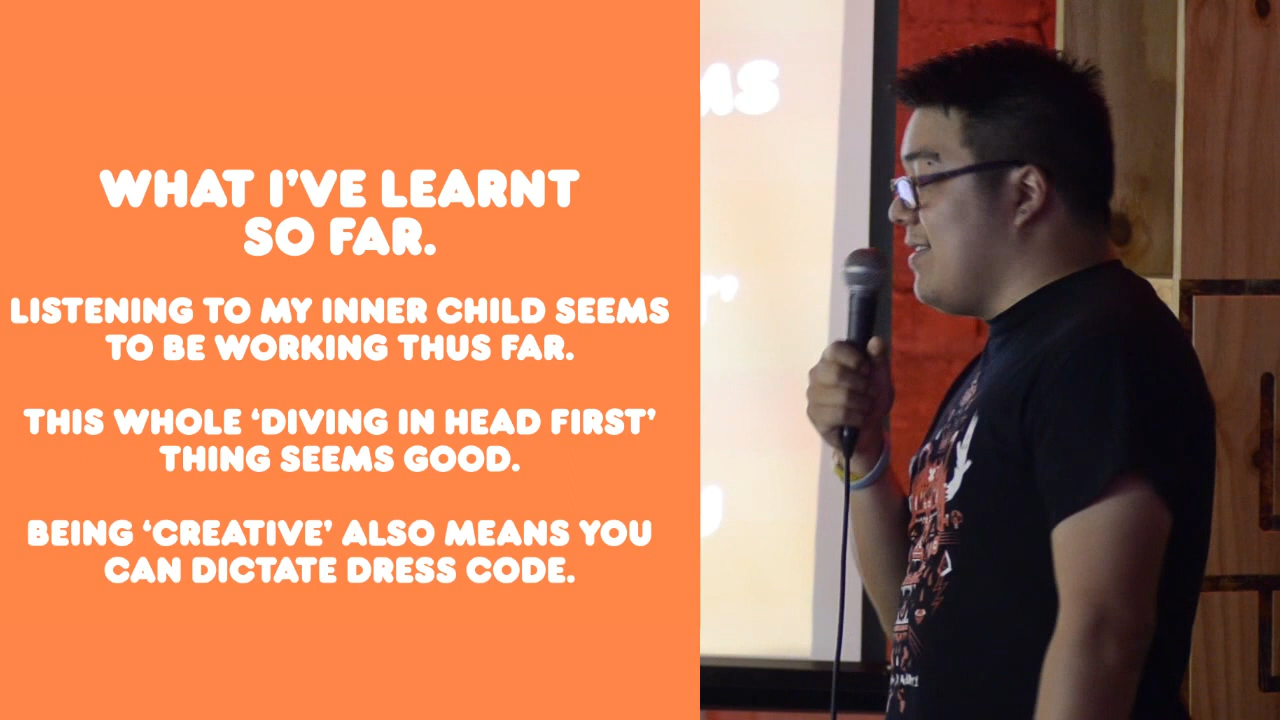 WHAT I'VE LEARNT
SO FAR.
LISTENING TO MY INNER CHILD SEEMS
TO BE WORKING THUS FAR.
THIS WHOLE ‘DIVING IN HEAD FIRST’
THING SEEMS GOOD.
BEING ‘CREATIVE’ ALSO MEANS YOU
CAN DICTATE DRESS CODE.